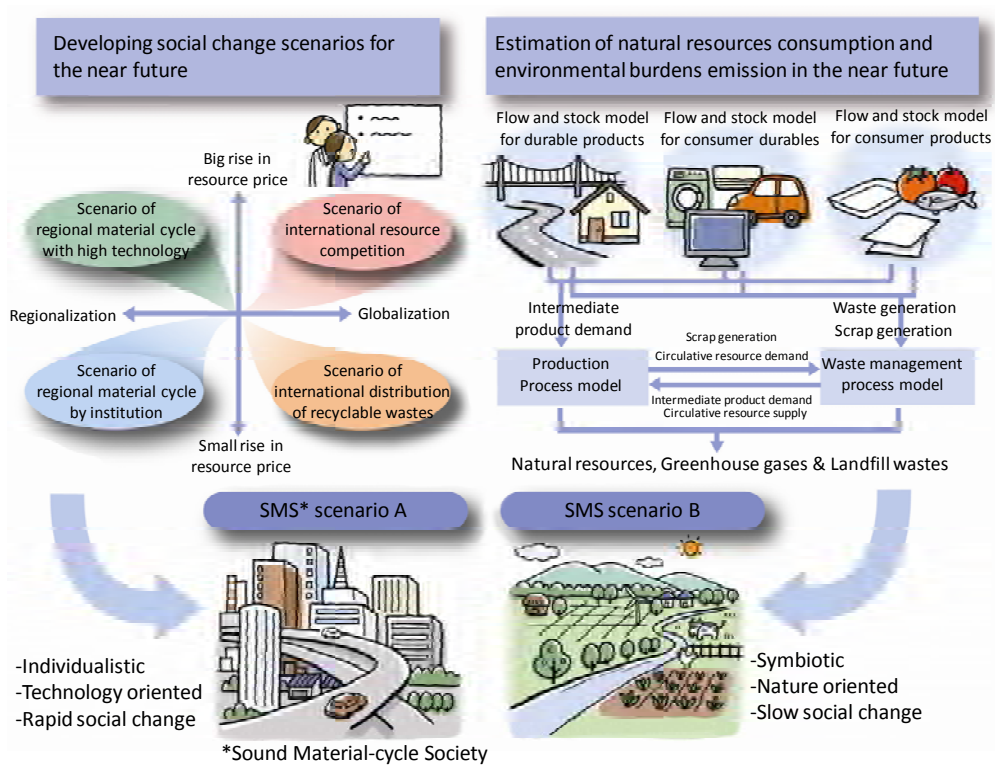 Developing social change scenarios for
the near future
Estimation of natural resources consumption and
environmental burdens emission in the near future
Big rise in
resource price
Scenario of
regional material cycle
with high technology
Scenario of
international resource
competition
Regionalization
Globalization
Scenario of
regional material cycle
by institution
Scenario of
international distribution
of recyclable wastes
Small rise in
resource price
Flow and stock model
for durable products
Flow and stock model
for consumer durables
Flow and stock model
for consumer products
Intermediate
product demand
Waste generation
Scrap generation
Production
Process model
Scrap generation
Circulative resource demand
Intermediate product demand
Circulative resource supply
Waste management
process model
Natural resources, Greenhouse gases & Landfill wastes
SMS* scenario A
SMS scenario B
-Individualistic
-Technology oriented
-Rapid social change
-Symbiotic
-Nature oriented
-Slow social change
*Sound Material-cycle Society